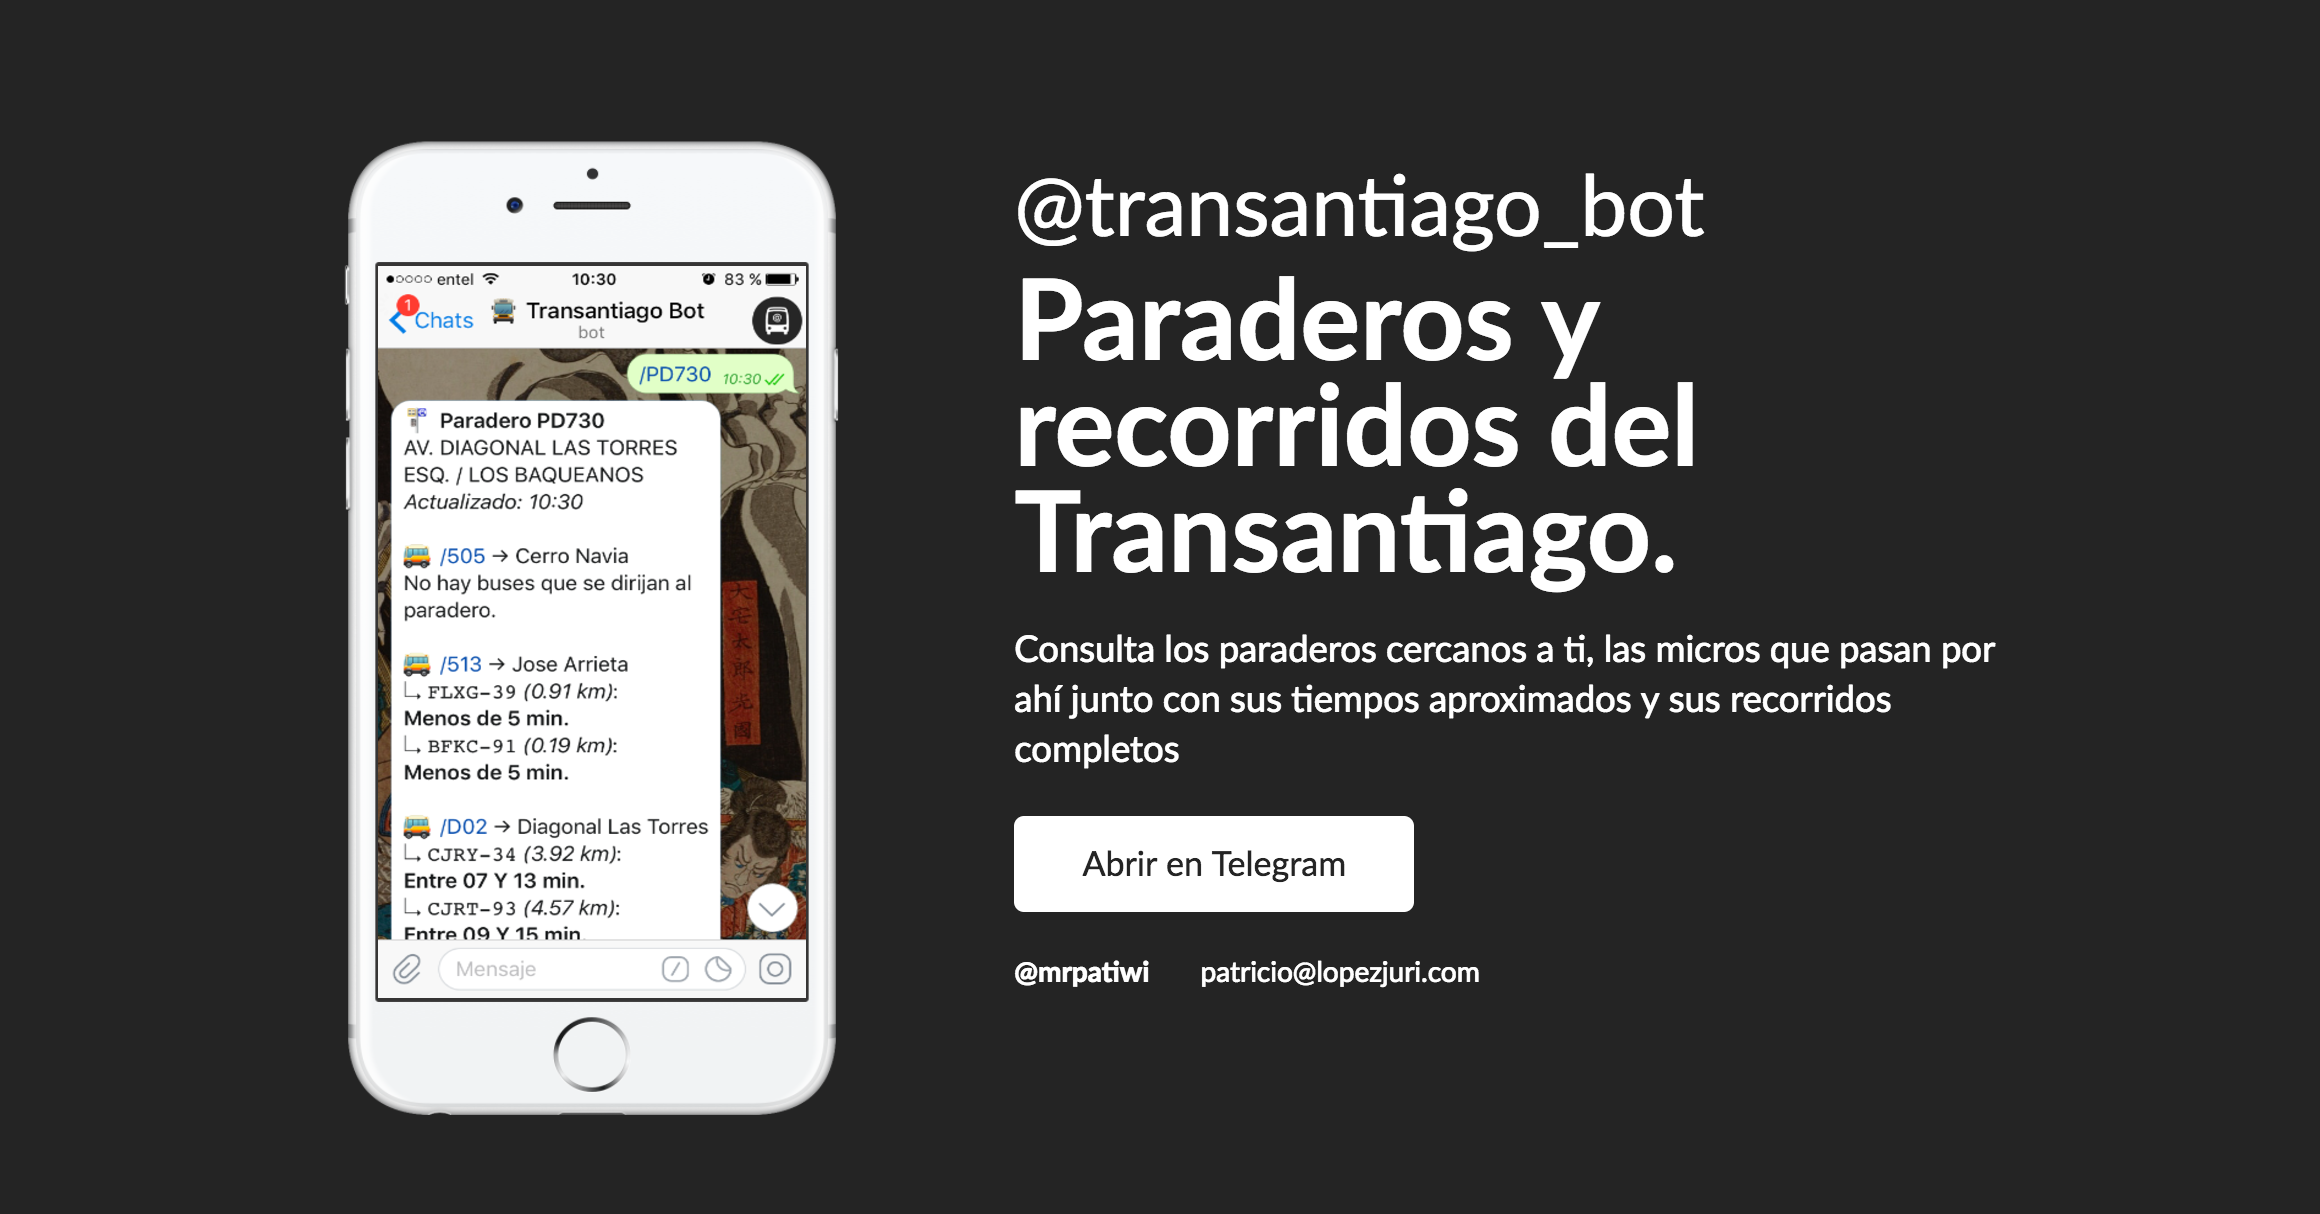 entel 10:30 83 %
1
Chats Transantiago Bot
bot
/PD730 10:30
Paradero PD730
AV. DIAGONAL LAS TORRES
ESQ. / LOS BAQUEANOS
Actualizado: 10:30
/505 → Cerro Navia
No hay buses que se dirijan al
paradero.
/513 → Jose Arrieta
↳ FLXG-39 (0.91 km):
Menos de 5 min.
↳ BFKC-91 (0.19 km):
Menos de 5 min.
/D02 → Diagonal Las Torres
↳ CJRY-34 (3.92 km):
Entre 07 Y 13 min.
↳ CJRT-93 (4.57 km):
Entre 09 Y 15 min.
Mensaje
@transantiago_bot
Paraderos y
recorridos del
Transantiago.
Consulta los paraderos cercanos a ti, las micros que pasan por
ahí junto con sus tiempos aproximados y sus recorridos
completos
Abrir en Telegram
@mrpatiwi patricio@lopezjuri.com